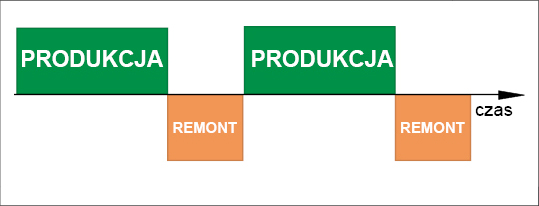 PRODUKCJA
PRODUKCJA
czas
REMONT
REMONT